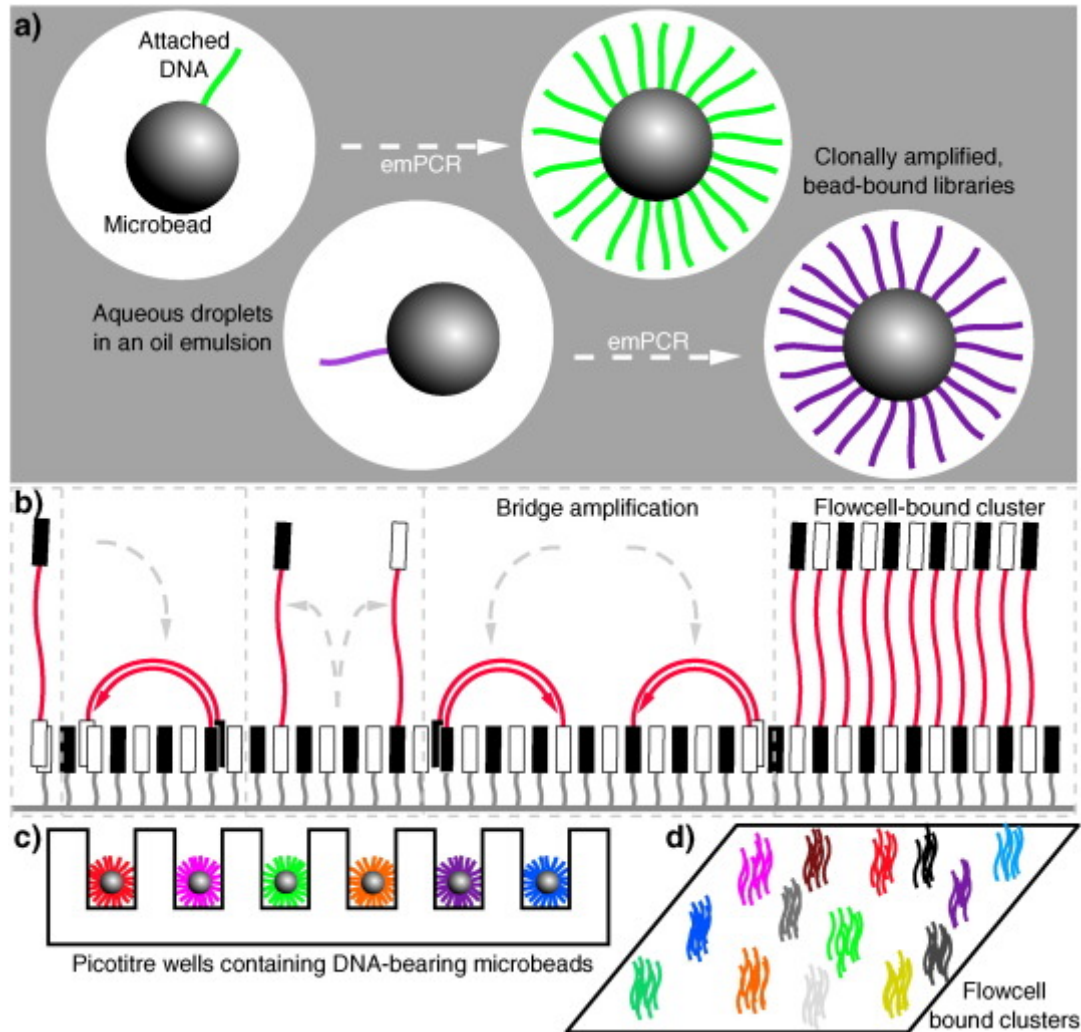 a)
Attached
DNA
Microbead
emPCR
Clonally amplified,
bead-bound libraries
Aqueous droplets
in an oil emulsion
emPCR
b)
Bridge amplification
Flowcell-bound cluster
c)
Picotitre wells containing DNA-bearing microbeads
d)
Flowcell
bound clusters